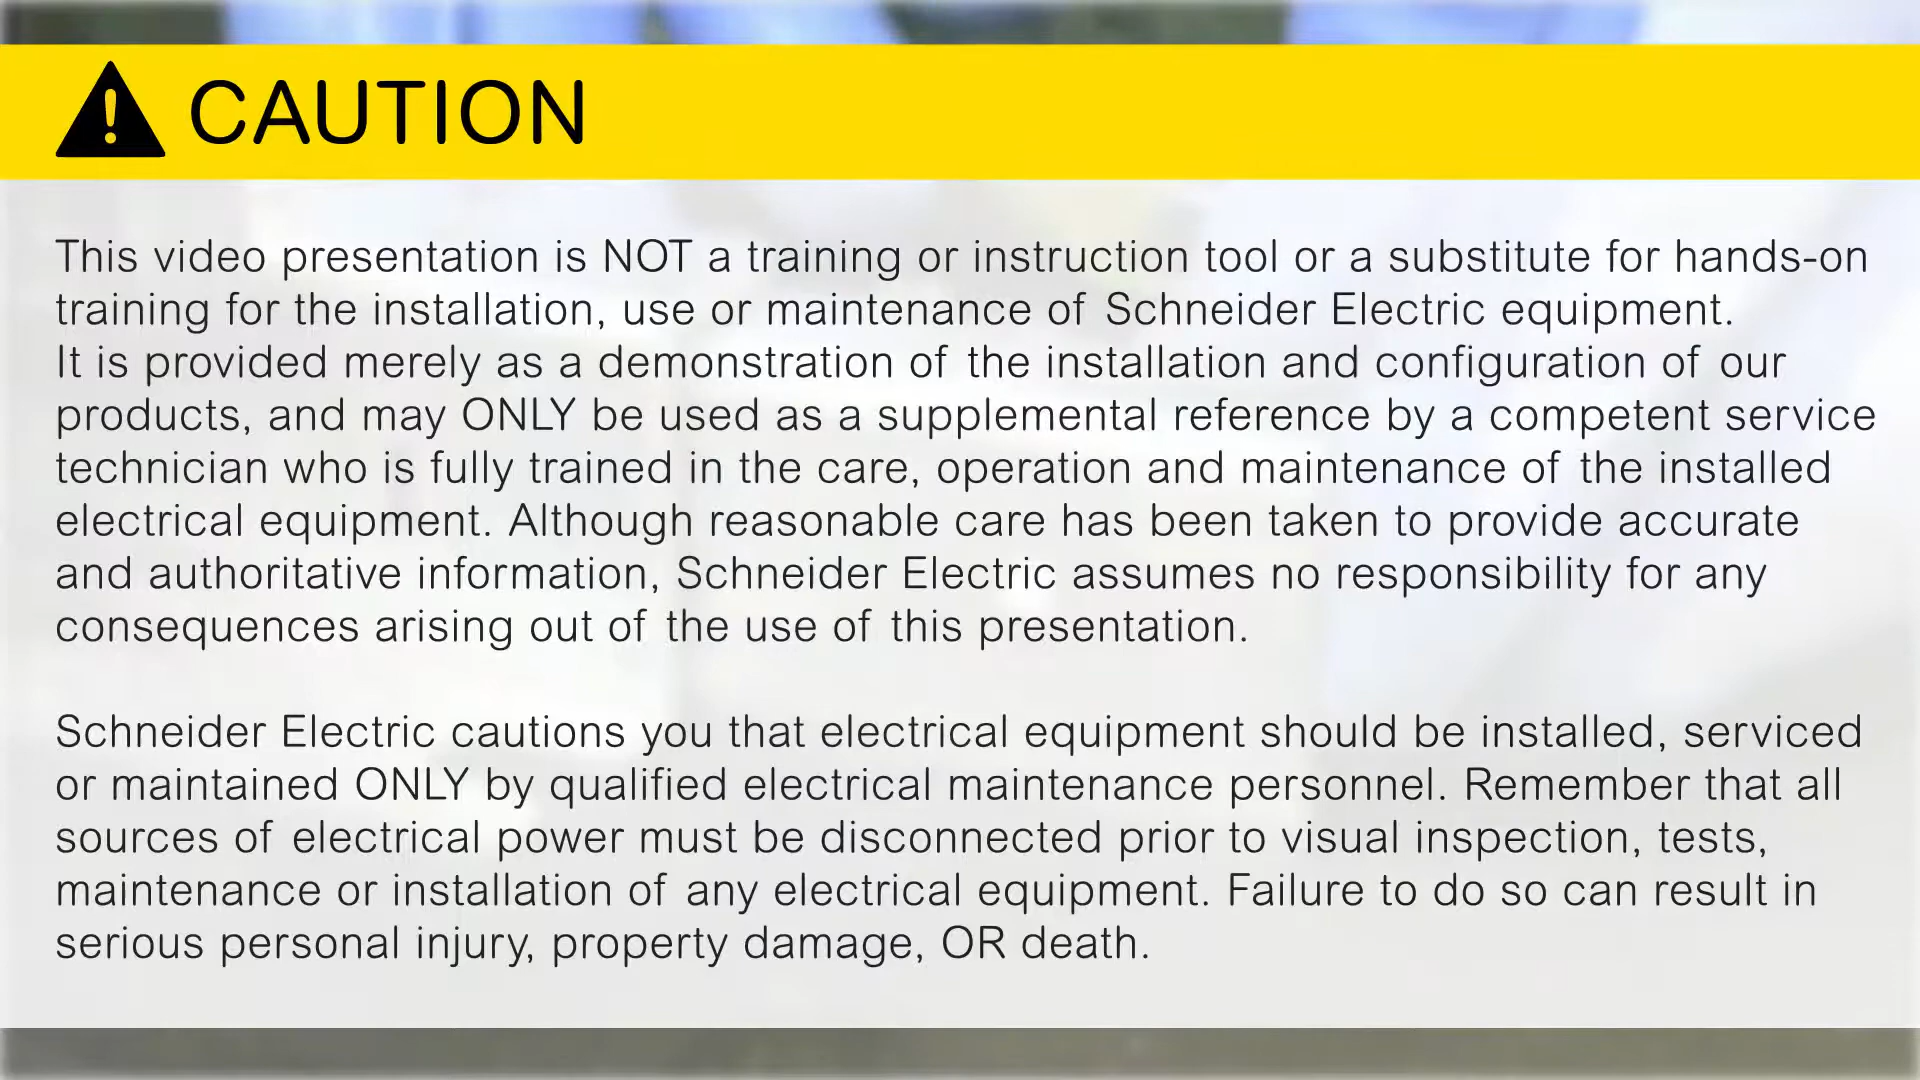 CAUTION
This video presentation is NOT a training or instruction tool or a substitute for hands-on
training for the installation, use or maintenance of Schneider Electric equipment.
It is provided merely as a demonstration of the installation and configuration of our
products, and may ONLY be used as a supplemental reference by a competent service
technician who is fully trained in the care, operation and maintenance of the installed
electrical equipment. Although reasonable care has been taken to provide accurate
and authoritative information, Schneider Electric assumes no responsibility for any
consequences arising out of the use of this presentation.
Schneider Electric cautions you that electrical equipment should be installed, serviced
or maintained ONLY by qualified electrical maintenance personnel. Remember that all
sources of electrical power must be disconnected prior to visual inspection, tests,
maintenance or installation of any electrical equipment. Failure to do so can result in
serious personal injury, property damage, OR death.